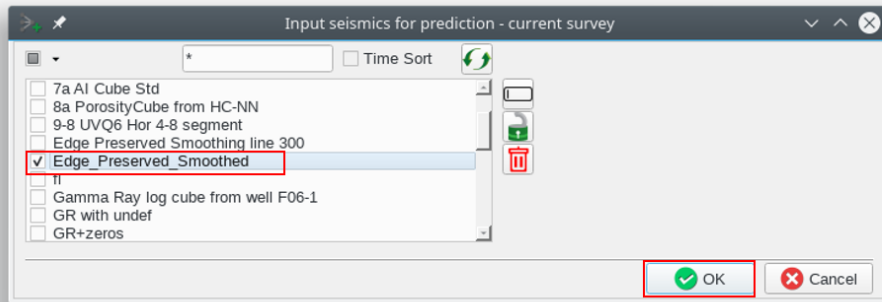 Input seismics for prediction - current survey
*
Time Sort
7a AI Cube Std
8a PorosityCube from HC-NN
9-8 UVQ6 Hor 4-8 segment
Edge Preserved Smoothing line 300
Edge_Preserved_Smoothed
fl
Gamma Ray log cube from well F06-1
GR with undef
GR+zeros
OK
Cancel